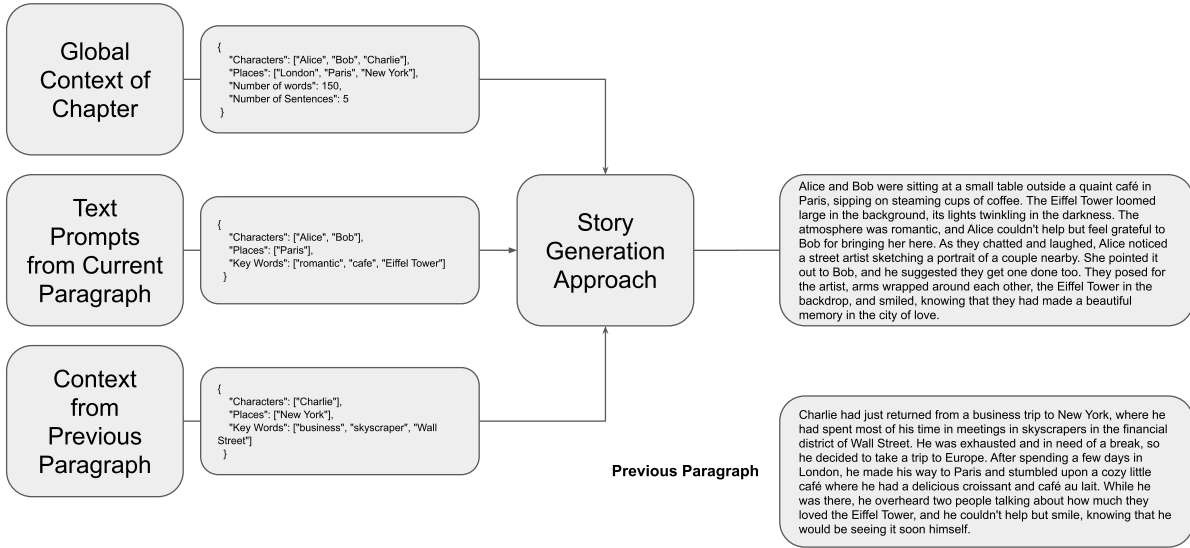 Global
Context of
Chapter
{
"Characters": ["Alice", "Bob", "Charlie"],
"Places": ["London", "Paris", "New York"],
"Number of words": 150,
"Number of Sentences": 5
}
Text
Prompts
from Current
Paragraph
{
"Characters": ["Alice", "Bob"],
"Places": ["Paris"],
"Key Words": ["romantic", "cafe", "Eiffel Tower"]
}
Context
from
Previous
Paragraph
{
"Characters": ["Charlie"],
"Places": ["New York"],
"Key Words": ["business", "skyscraper", "Wall
Street"]
}
Story
Generation
Approach
Alice and Bob were sitting at a small table outside a quaint café in
Paris, sipping on steaming cups of coffee. The Eiffel Tower loomed
large in the background, its lights twinkling in the darkness. The
atmosphere was romantic, and Alice couldn't help but feel grateful to
Bob for bringing her here. As they chatted and laughed, Alice noticed
a street artist sketching a portrait of a couple nearby. She pointed it
out to Bob, and he suggested they get one done too. They posed for
the artist, arms wrapped around each other, the Eiffel Tower in the
backdrop, and smiled, knowing that they had made a beautiful
memory in the city of love.
Previous Paragraph
Charlie had just returned from a business trip to New York, where he
had spent most of his time in meetings in skyscrapers in the financial
district of Wall Street. He was exhausted and in need of a break, so
he decided to take a trip to Europe. After spending a few days in
London, he made his way to Paris and stumbled upon a cozy little
café where he had a delicious croissant and café au lait. While he
was there, he overheard two people talking about how much they
loved the Eiffel Tower, and he couldn't help but smile, knowing that he
would be seeing it soon himself.